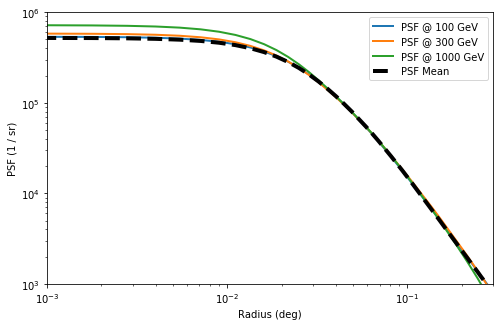 PSF @ 100 GeV
PSF @ 300 GeV
PSF @ 1000 GeV
PSF Mean
PSF (1 / sr)
10^6
10^5
10^4
10^3
10^−3
10^−2
10^−1
Radius (deg)